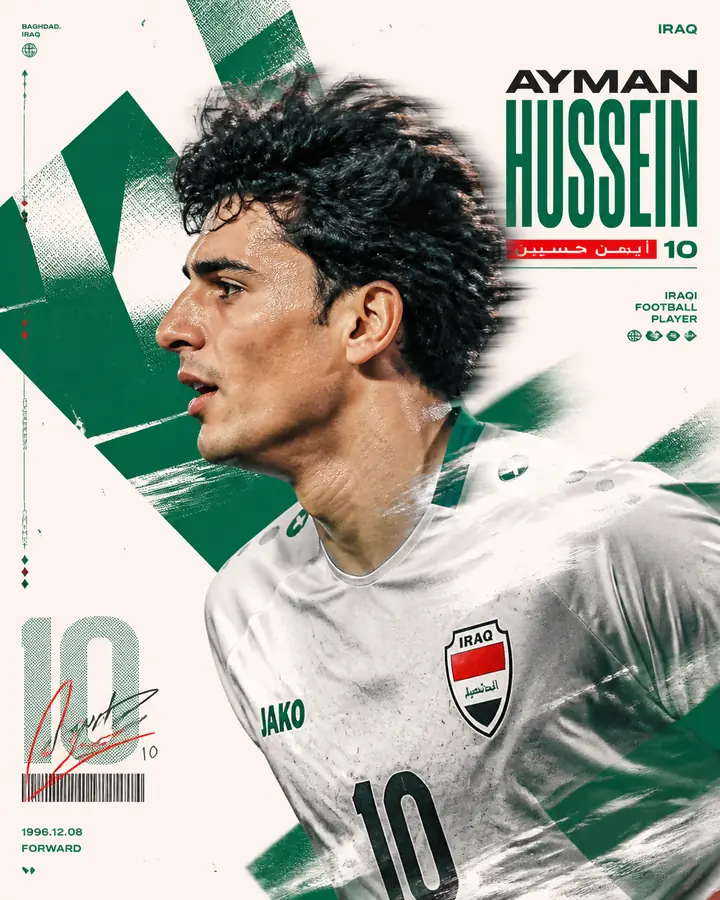 BAGHDAD.
IRAQ
IRAQ
AYMAN
HUSSEIN
أيمن حسين 10
IRAQI
FOOTBALL
PLAYER
IRAQ
JAKO
10
10
10
1996.12.08
FORWARD